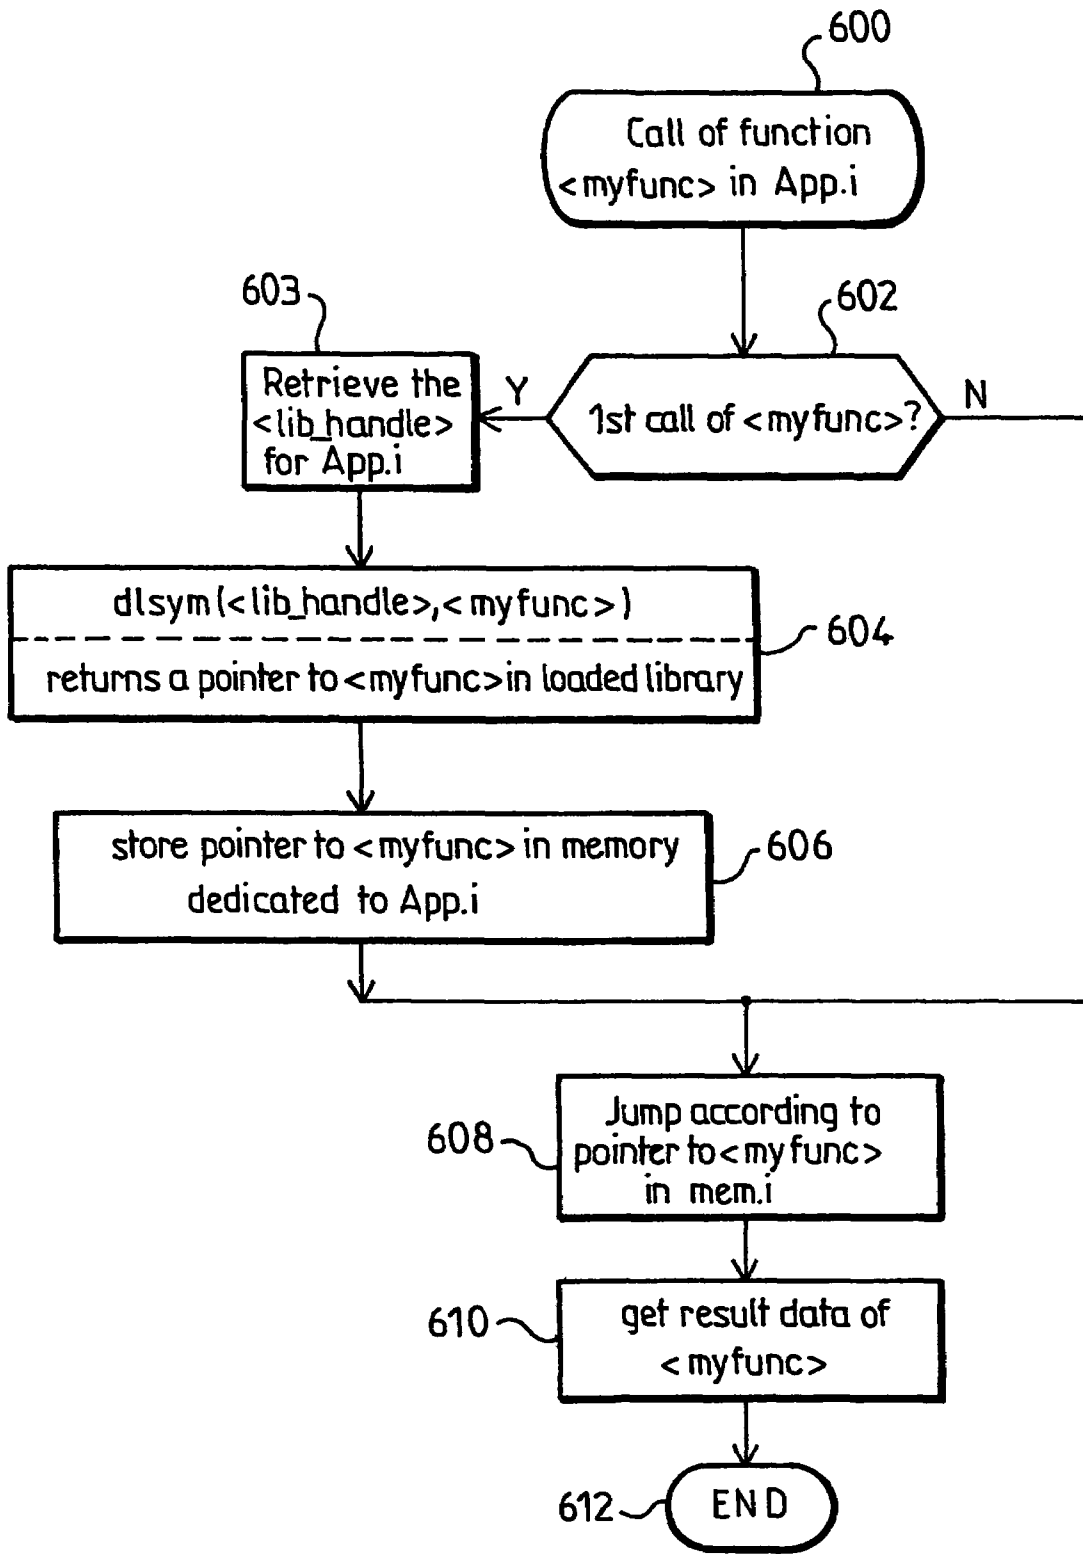 600
Call of function
<myfunc> in App.i
603
602
Retrieve the
<lib_handle>
for App.i
Y
1st call of <myfunc>?
N
dlsym(<lib_handle>,<myfunc>)
returns a pointer to <myfunc> in loaded library
604
store pointer to <myfunc> in memory
dedicated to App.i
606
Jump according to
pointer to <myfunc>
in mem.i
608
get result data of
<myfunc>
610
END
612